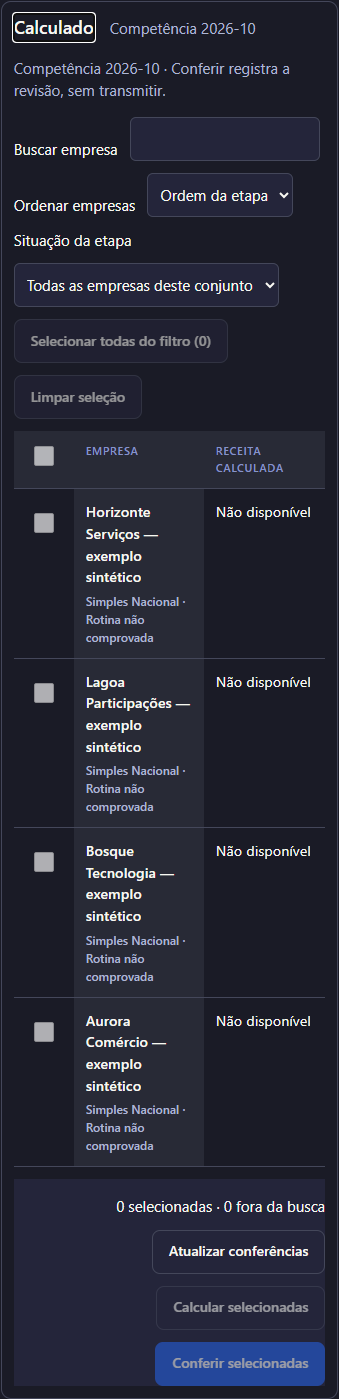 Calculado Competência 2026-10
Competência 2026-10 · Conferir registra a
revisão, sem transmitir.
Buscar empresa
Ordenar empresas Ordem da etapa
Situação da etapa
Todas as empresas deste conjunto
Selecionar todas do filtro (0)
Limpar seleção
EMPRESA RECEITA
CALCULADA
Horizonte Não disponível
Serviços —
exemplo
sintético
Simples Nacional ·
Rotina não
comprovada
Lagoa Não disponível
Participações —
exemplo
sintético
Simples Nacional ·
Rotina não
comprovada
Bosque Não disponível
Tecnologia —
exemplo
sintético
Simples Nacional ·
Rotina não
comprovada
Aurora Não disponível
Comércio —
exemplo
sintético
Simples Nacional ·
Rotina não
comprovada
0 selecionadas · 0 fora da busca
Atualizar conferências
Calcular selecionadas
Conferir selecionadas